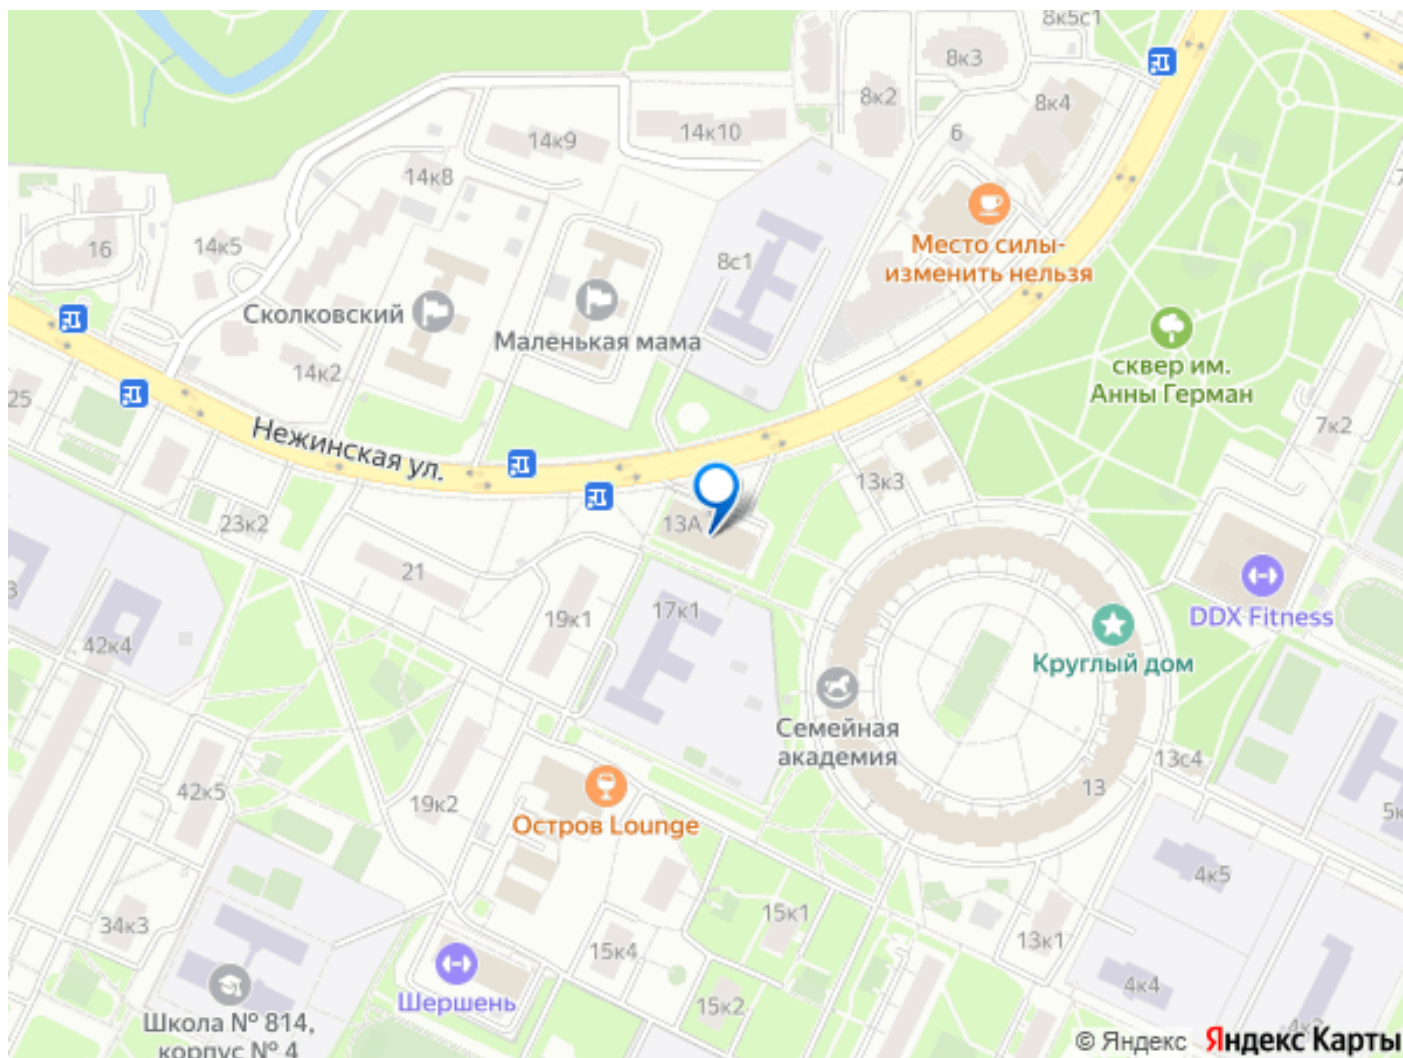 8к5с1
8к3
8к2
8к4
14к10
14к9
6
14к8
Место силы-
изменить нельзя
16
14к5
8с1
Сколковский
Маленькая мама
сквер им.
Анны Герман
14к2
25
7к2
Нежинская ул.
13к3
23к2
13А
21
DDX Fitness
17к1
19к1
42к4
Круглый дом
Семейная
академия
13с4
13
42к5
19к2
Остров Lounge
4к5
15к1
34к3
13к1
15к4
4к4
Шершень
15к2
Школа № 814,
корпус № 4
© Яндекс
Яндекс Карты